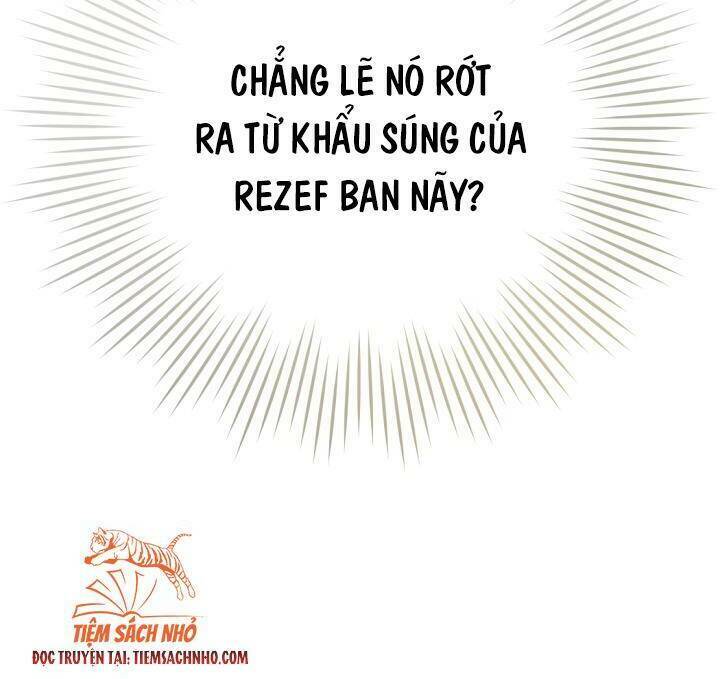 CHẲNG LẼ NÓ RỚT
RA TỪ KHẨU SÚNG CỦA
REZEF BAN NÃY?
TIỆM SÁCH NHỎ
ĐỌC TRUYỆN TẠI: TIEMSACHNHO.COM